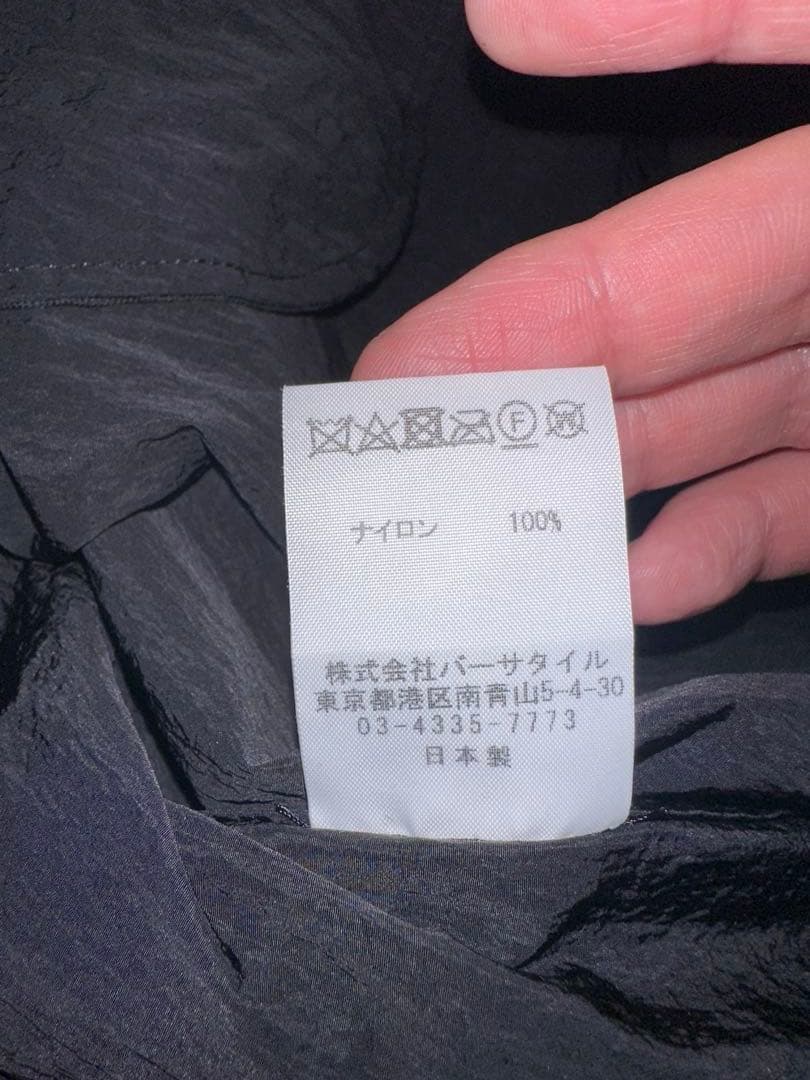 F W
ナイロン 100%
株式会社バーサタイル
東京都港区南青山5-4-30
03-4335-7773
日本製